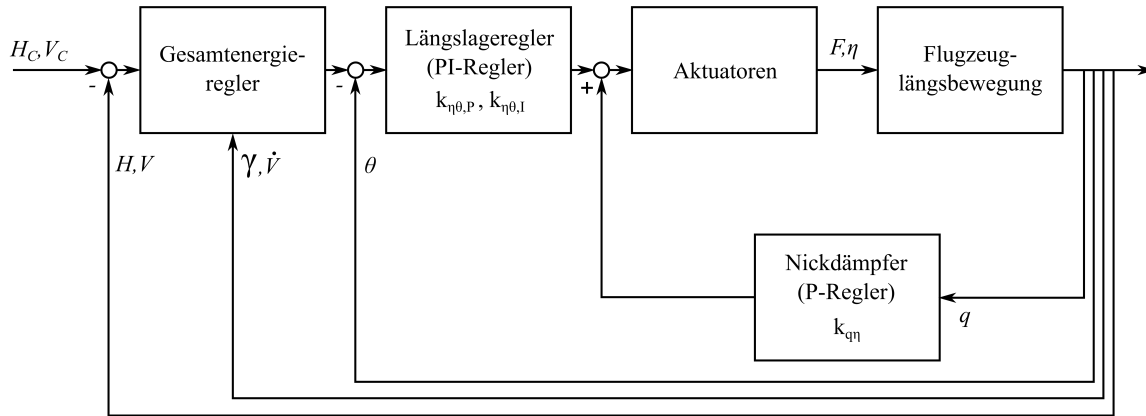 H_C,V_C
-
Gesamtenergie-
regler
-
Längslageregler
(PI-Regler)
k_ηθ,P , k_ηθ,I
+
Aktuatoren
F,η
Flugzeug-
längsbewegung
H,V
γ,V̇
θ
Nickdämpfer
(P-Regler)
k_qη
q